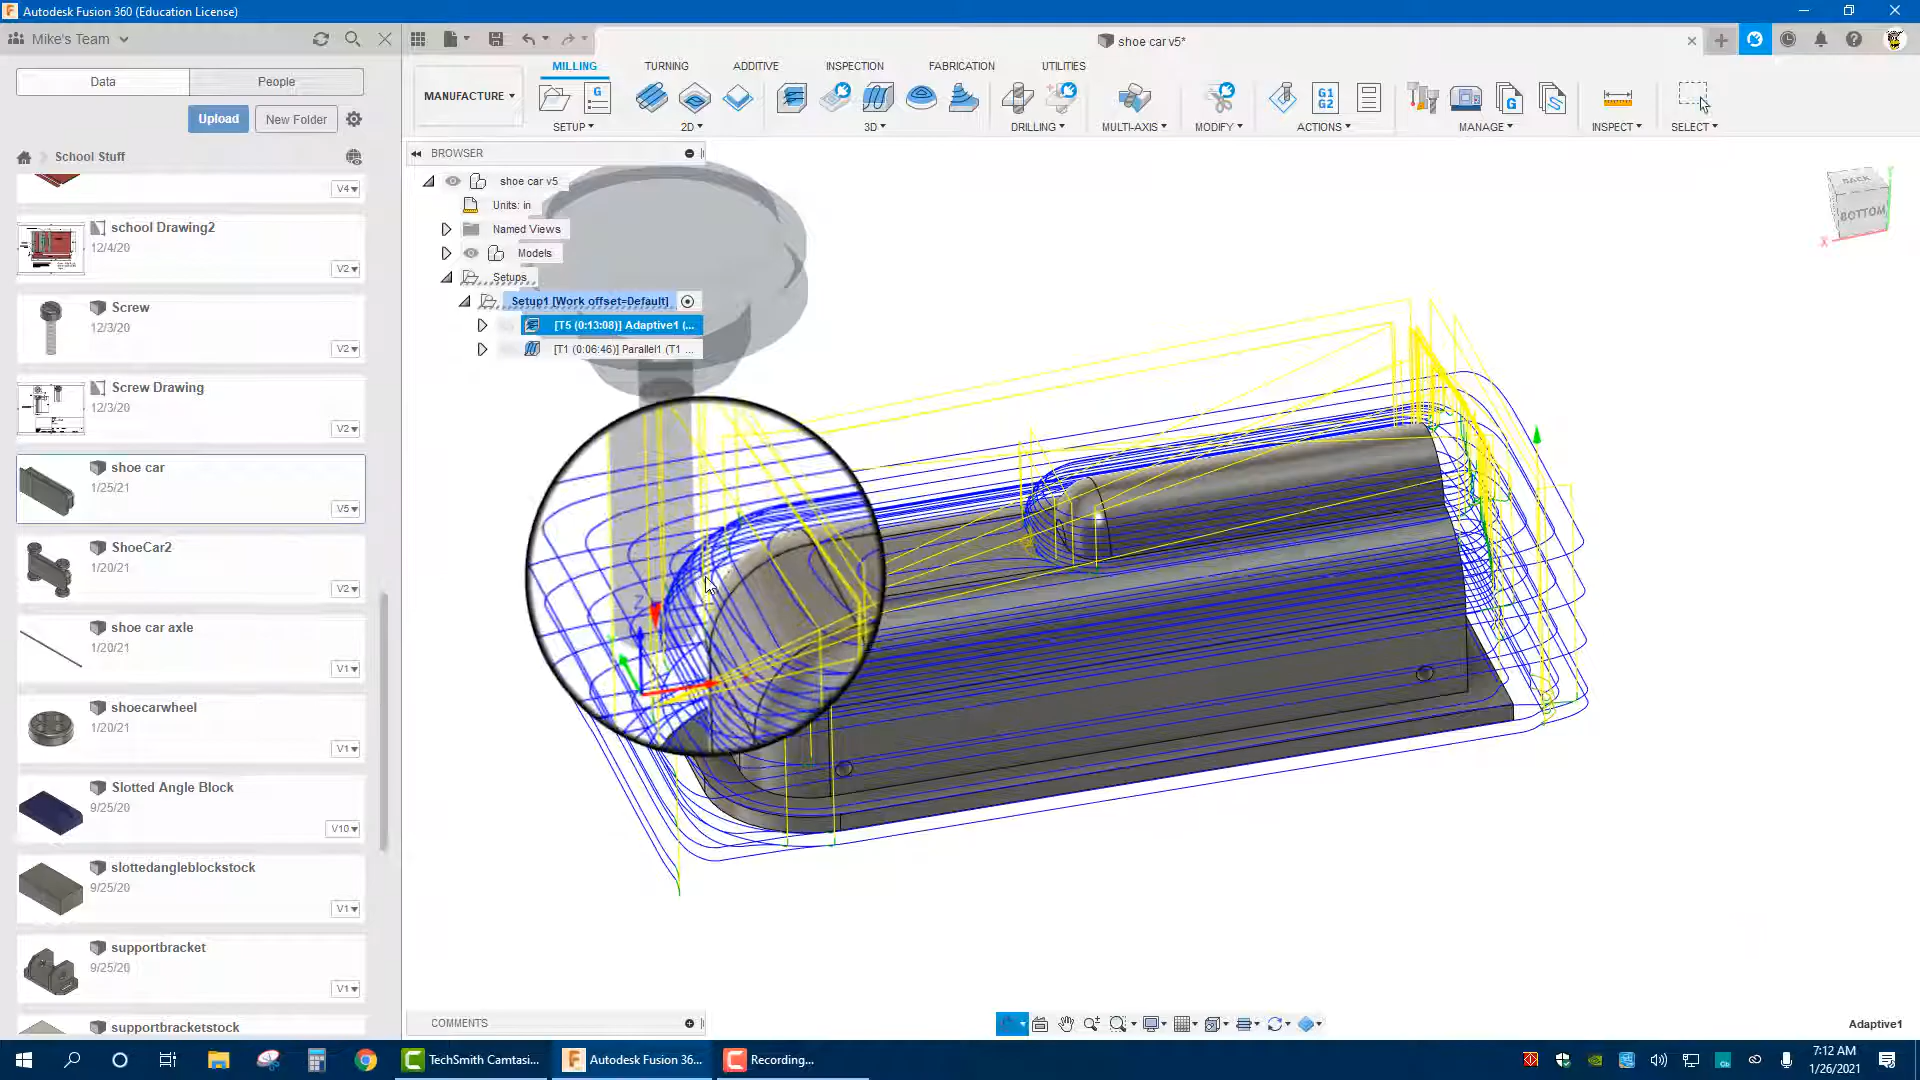 Autodesk Fusion 360 (Education License)
Mike's Team
shoe car v5*
MILLING TURNING ADDITIVE INSPECTION FABRICATION UTILITIES
Data People
MANUFACTURE
G G1 G2 G S
Upload New Folder
SETUP 2D 3D DRILLING MULTI-AXIS MODIFY ACTIONS MANAGE INSPECT SELECT
School Stuff
BROWSER
V4
shoe car v5
BACK
BOTTOM
X
Y
Units: in
school Drawing2
12/4/20
V2
Named Views
Models
Setups
Setup1 [Work offset=Default]
[T5 (0:13:08)] Adaptive1 (...
[T1 (0:06:46)] Parallel1 (T1 ...
Screw
12/3/20
V2
Screw Drawing
12/3/20
V2
shoe car
1/25/21
V5
ShoeCar2
1/20/21
V2
Z
shoe car axle
1/20/21
V1
shoecarwheel
1/20/21
V1
Slotted Angle Block
9/25/20
V10
slottedangleblockstock
9/25/20
V1
supportbracket
9/25/20
V1
supportbracketstock
COMMENTS
Adaptive1
TechSmith Camtasi...
Autodesk Fusion 36...
Recording...
7:12 AM
1/26/2021